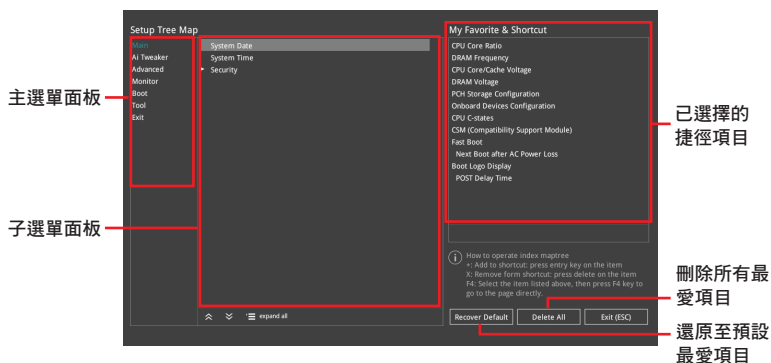 Setup Tree Map
Main
Ai Tweaker
Advanced
Monitor
Boot
Tool
Exit
System Date
System Time
Security
expand all
My Favorite & Shortcut
CPU Core Ratio
DRAM Frequency
CPU Core/Cache Voltage
DRAM Voltage
PCH Storage Configuration
Onboard Devices Configuration
CPU C-states
CSM (Compatibility Support Module)
Fast Boot
Next Boot after AC Power Loss
Boot Logo Display
POST Delay Time
How to operate index maptree
+: Add to shortcut: press entry key on the item
X: Remove form shortcut: press delete on the item
F4: Select the item listed above, then press F4 key to
go to the page directly.
Recover Default
Delete All
Exit (ESC)
主選單面板
子選單面板
已選擇的
捷徑項目
刪除所有最
愛項目
還原至預設
最愛項目